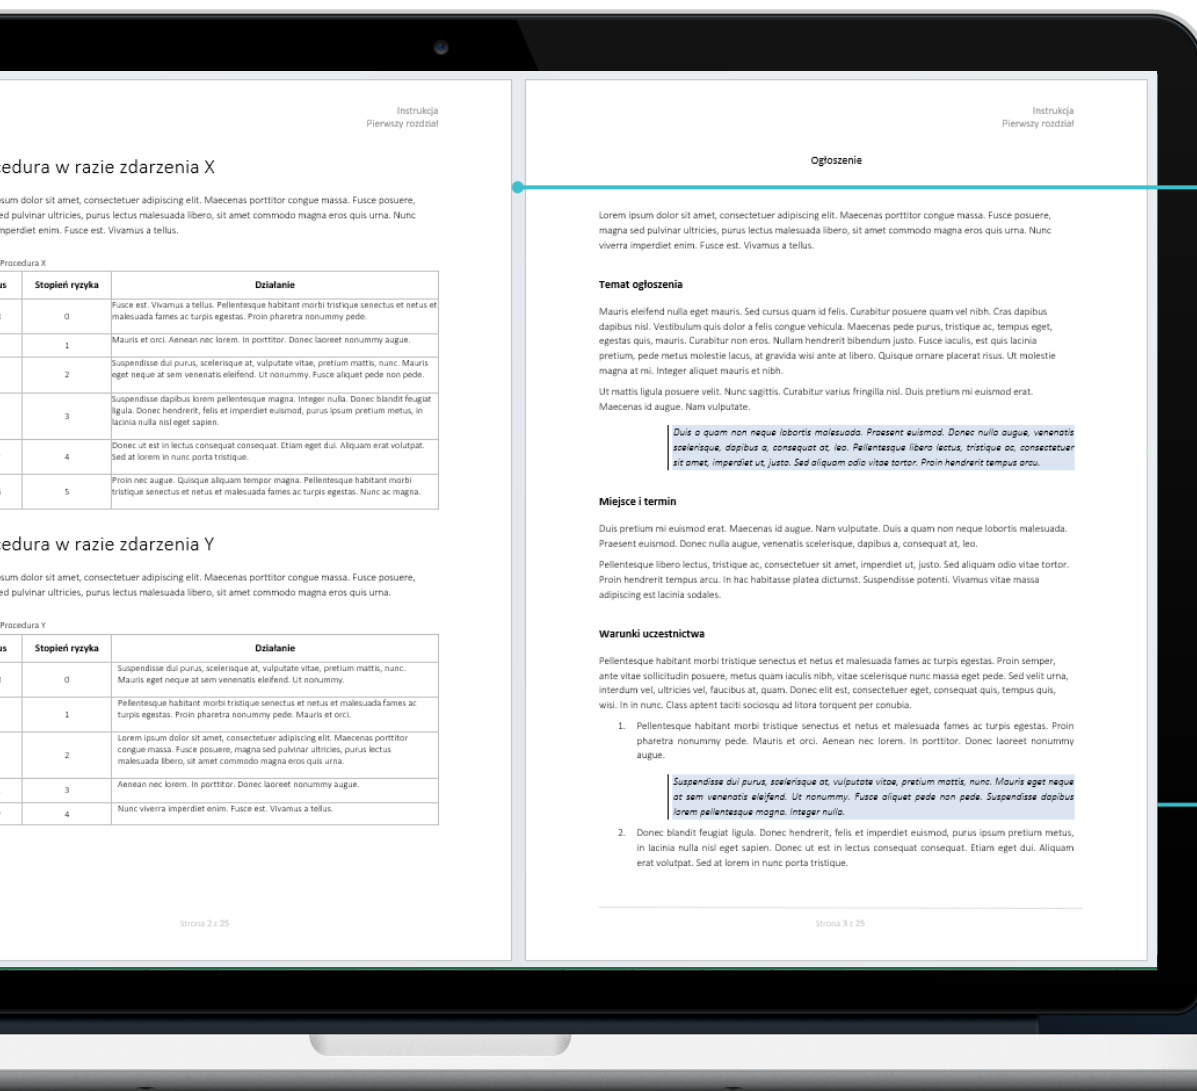 Instrukcja
Pierwszy rozdział
edura w razie zdarzenia X
sum dolor sit amet, consectetuer adipiscing elit. Maecenas porttitor congue massa. Fusce posuere,
ed pulvinar ultricies, purus lectus malesuada libero, sit amet commodo magna eros quis urna. Nunc
mperdiet enim. Fusce est. Vivamus a tellus.
Procedura X
us Stopień ryzyka Działanie
Fusce est. Vivamus a tellus. Pellentesque habitant morbi tristique senectus et netus et
0 malesuada fames ac turpis egestas. Proin pharetra nonummy pede.
1 Mauris et orci. Aenean nec lorem. In porttitor. Donec laoreet nonummy augue.
Suspendisse dui purus, scelerisque at, vulputate vitae, pretium mattis, nunc. Mauris
2 eget neque at sem venenatis eleifend. Ut nonummy. Fusce aliquet pede non pede.
Suspendisse dapibus lorem pellentesque magna. Integer nulla. Donec blandit feugiat
3 ligula. Donec hendrerit, felis et imperdiet euismod, purus ipsum pretium metus, in
lacinia nulla nisl eget sapien.
Donec ut est in lectus consequat consequat. Etiam eget dui. Aliquam erat volutpat.
4 Sed at lorem in nunc porta tristique.
Proin nec augue. Quisque aliquam tempor magna. Pellentesque habitant morbi
5 tristique senectus et netus et malesuada fames ac turpis egestas. Nunc ac magna.
edura w razie zdarzenia Y
sum dolor sit amet, consectetuer adipiscing elit. Maecenas porttitor congue massa. Fusce posuere,
ed pulvinar ultricies, purus lectus malesuada libero, sit amet commodo magna eros quis urna.
Procedura Y
us Stopień ryzyka Działanie
Suspendisse dui purus, scelerisque at, vulputate vitae, pretium mattis, nunc.
0 Mauris eget neque at sem venenatis eleifend. Ut nonummy.
Pellentesque habitant morbi tristique senectus et netus et malesuada fames ac
1 turpis egestas. Proin pharetra nonummy pede. Mauris et orci.
Lorem ipsum dolor sit amet, consectetuer adipiscing elit. Maecenas porttitor
2 congue massa. Fusce posuere, magna sed pulvinar ultricies, purus lectus
malesuada libero, sit amet commodo magna eros quis urna.
3 Aenean nec lorem. In porttitor. Donec laoreet nonummy augue.
4 Nunc viverra imperdiet enim. Fusce est. Vivamus a tellus.
Strona 2 z 25
Instrukcja
Pierwszy rozdział
Ogłoszenie
Lorem ipsum dolor sit amet, consectetuer adipiscing elit. Maecenas porttitor congue massa. Fusce posuere,
magna sed pulvinar ultricies, purus lectus malesuada libero, sit amet commodo magna eros quis urna. Nunc
viverra imperdiet enim. Fusce est. Vivamus a tellus.
Temat ogłoszenia
Mauris eleifend nulla eget mauris. Sed cursus quam id felis. Curabitur posuere quam vel nibh. Cras dapibus
dapibus nisl. Vestibulum quis dolor a felis congue vehicula. Maecenas pede purus, tristique ac, tempus eget,
egestas quis, mauris. Curabitur non eros. Nullam hendrerit bibendum justo. Fusce iaculis, est quis lacinia
pretium, pede metus molestie lacus, at gravida wisi ante at libero. Quisque ornare placerat risus. Ut molestie
magna at mi. Integer aliquet mauris et nibh.
Ut mattis ligula posuere velit. Nunc sagittis. Curabitur varius fringilla nisl. Duis pretium mi euismod erat.
Maecenas id augue. Nam vulputate.
Duis a quam non neque lobortis malesuada. Praesent euismod. Donec nulla augue, venenatis
scelerisque, dapibus a, consequat at, leo. Pellentesque libero lectus, tristique ac, consectetuer
sit amet, imperdiet ut, justo. Sed aliquam odio vitae tortor. Proin hendrerit tempus arcu.
Miejsce i termin
Duis pretium mi euismod erat. Maecenas id augue. Nam vulputate. Duis a quam non neque lobortis malesuada.
Praesent euismod. Donec nulla augue, venenatis scelerisque, dapibus a, consequat at, leo.
Pellentesque libero lectus, tristique ac, consectetuer sit amet, imperdiet ut, justo. Sed aliquam odio vitae tortor.
Proin hendrerit tempus arcu. In hac habitasse platea dictumst. Suspendisse potenti. Vivamus vitae massa
adipiscing est lacinia sodales.
Warunki uczestnictwa
Pellentesque habitant morbi tristique senectus et netus et malesuada fames ac turpis egestas. Proin semper,
ante vitae sollicitudin posuere, metus quam iaculis nibh, vitae scelerisque nunc massa eget pede. Sed velit urna,
interdum vel, ultricies vel, faucibus at, quam. Donec elit est, consectetuer eget, consequat quis, tempus quis,
wisi. In in nunc. Class aptent taciti sociosqu ad litora torquent per conubia.
1. Pellentesque habitant morbi tristique senectus et netus et malesuada fames ac turpis egestas. Proin
pharetra nonummy pede. Mauris et orci. Aenean nec lorem. In porttitor. Donec laoreet nonummy
augue.
Suspendisse dui purus, scelerisque at, vulputate vitae, pretium mattis, nunc. Mauris eget neque
at sem venenatis eleifend. Ut nonummy. Fusce aliquet pede non pede. Suspendisse dapibus
lorem pellentesque magna. Integer nulla.
2. Donec blandit feugiat ligula. Donec hendrerit, felis et imperdiet euismod, purus ipsum pretium metus,
in lacinia nulla nisl eget sapien. Donec ut est in lectus consequat consequat. Etiam eget dui. Aliquam
erat volutpat. Sed at lorem in nunc porta tristique.
Strona 3 z 25